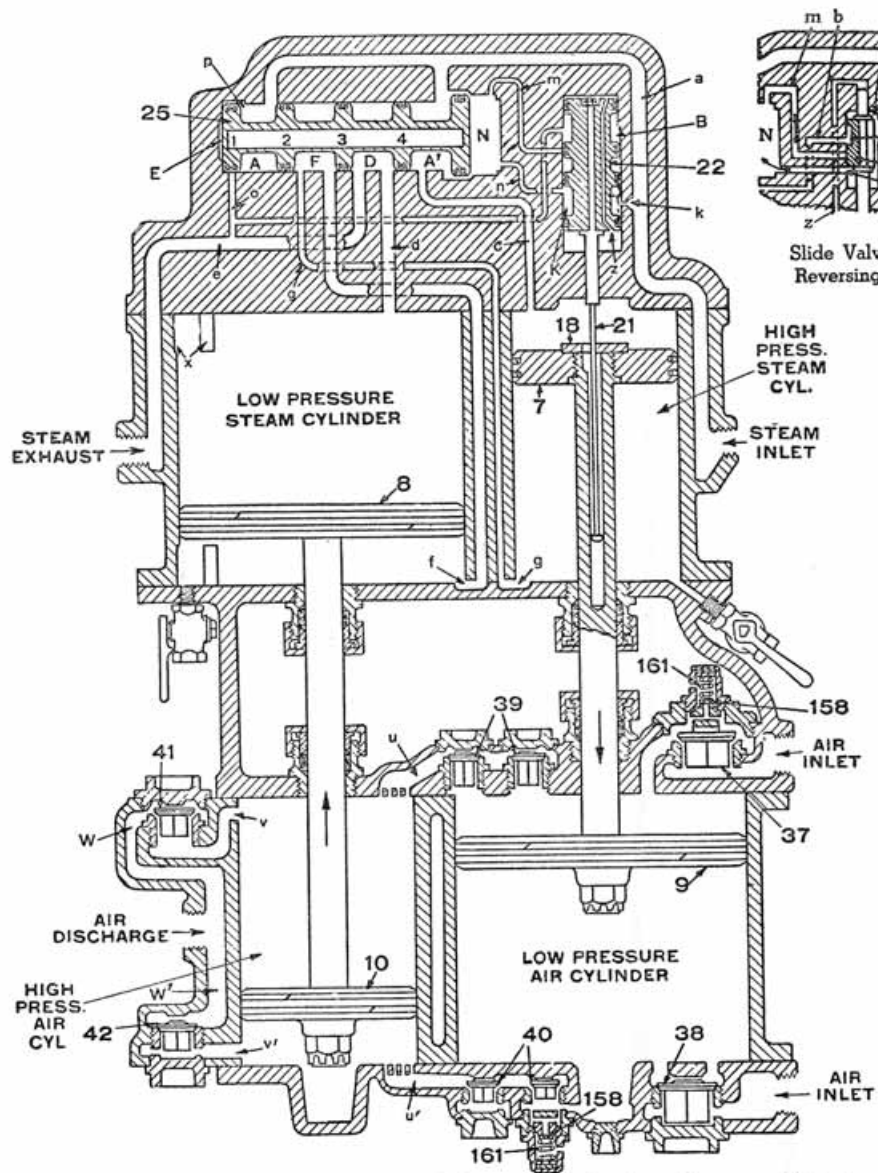 m b
p
m
a
25
B
N
N
E
1 2 3 4
22
A F D A'
n
o
k
z
d
c
K
z
e
g
Slide Valv
Reversing
18
21
x
HIGH
PRESS.
STEAM
CYL.
LOW PRESSURE
STEAM CYLINDER
7
STEAM
EXHAUST
STEAM
INLET
8
f
g
161
158
39
41
u
AIR
INLET
W
v
37
9
AIR
DISCHARGE
LOW PRESSURE
AIR CYLINDER
10
HIGH
PRESS.
AIR
CYL
W'
42
v'
40
38
u'
158
AIR
INLET
161